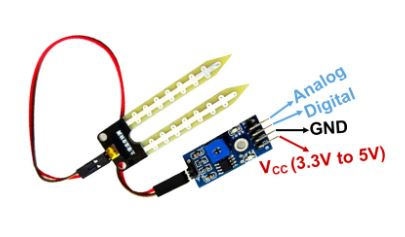 Analog
Digital
GND
Vcc (3.3V to 5V)